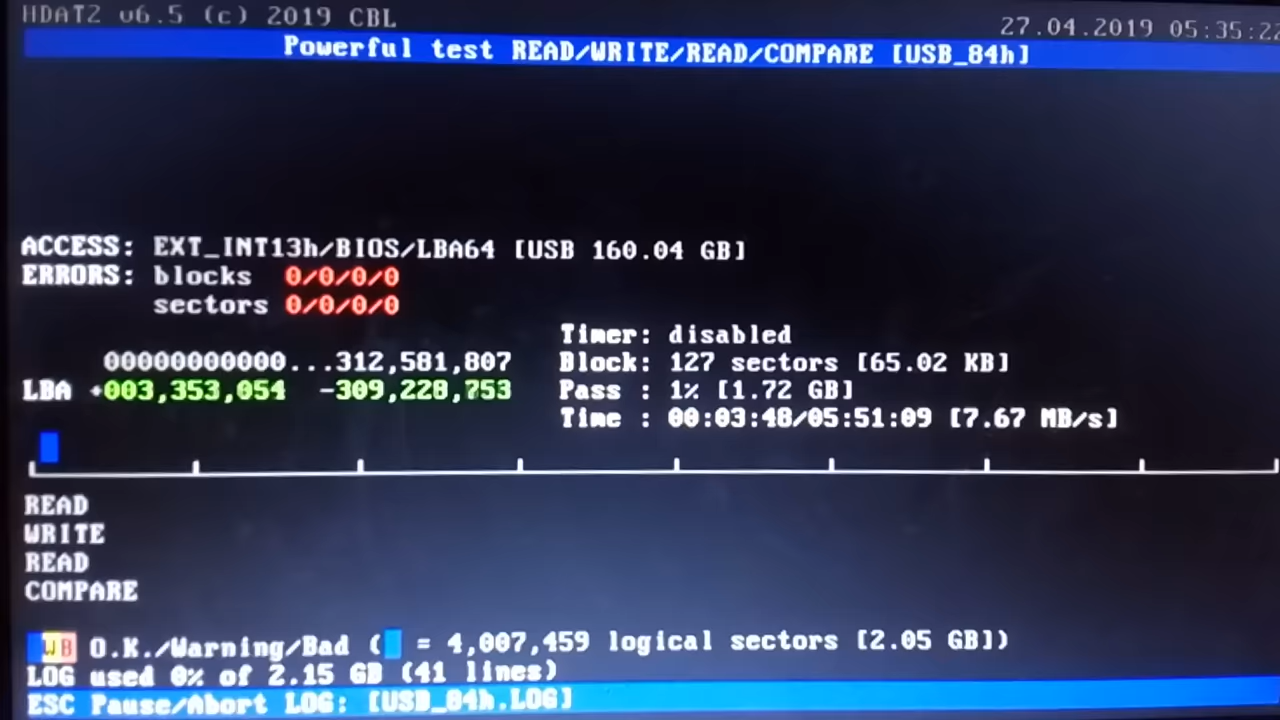 HDAT2 v6.5 (c) 2019 CBL
27.04.2019 05:35:22
Powerful test READ/WRITE/READ/COMPARE [USB_84h]
ACCESS: EXT_INT13h/BIOS/LBA64 [USB 160.04 GB]
ERRORS: blocks 0/0/0/0
sectors 0/0/0/0
Timer: disabled
00000000000...312,581,807 Block: 127 sectors [65.02 KB]
LBA +003,353,054 -309,228,753 Pass : 1% [1.72 GB]
Time : 00:03:48/05:51:09 [7.67 MB/s]
READ
WRITE
READ
COMPARE
WB O.K./Warning/Bad ( = 4,007,459 logical sectors [2.05 GB])
LOG used 0% of 2.15 GB (41 lines)
ESC Pause/Abort LOG: [USB_84h.LOG]